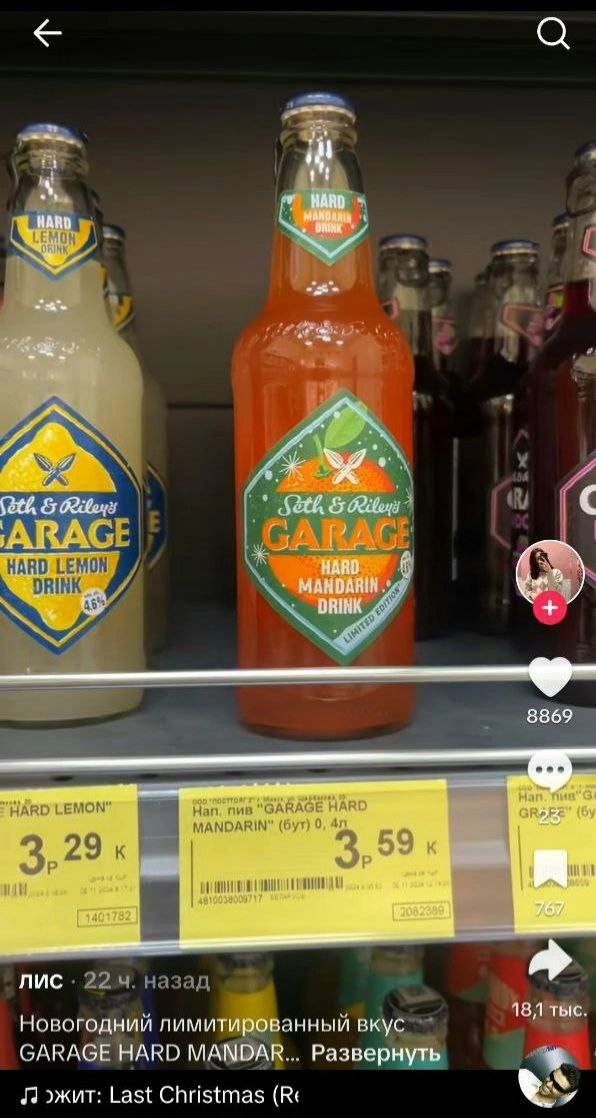 HARD
LEMON
DRINK
HARD
MANDARIN
DRINK
Seth & Riley's
GARAGE
HARD LEMON
DRINK
4.6%
Seth & Riley's
GARAGE
HARD
MANDARIN
DRINK
LIMITED EDITION
E HARD LEMON"
3р 29 К
1401782
Нап. пив "GARAGE HARD
MANDARIN" (бут) 0, 4л
3р 59 К
4810038009717
2082389
Нап. пив "GA
8869
23
767
18,1 тыс.
лис · 22 ч. назад
Новогодний лимитированный вкус
GARAGE HARD MANDAR... Развернуть
ожит: Last Christmas (Re